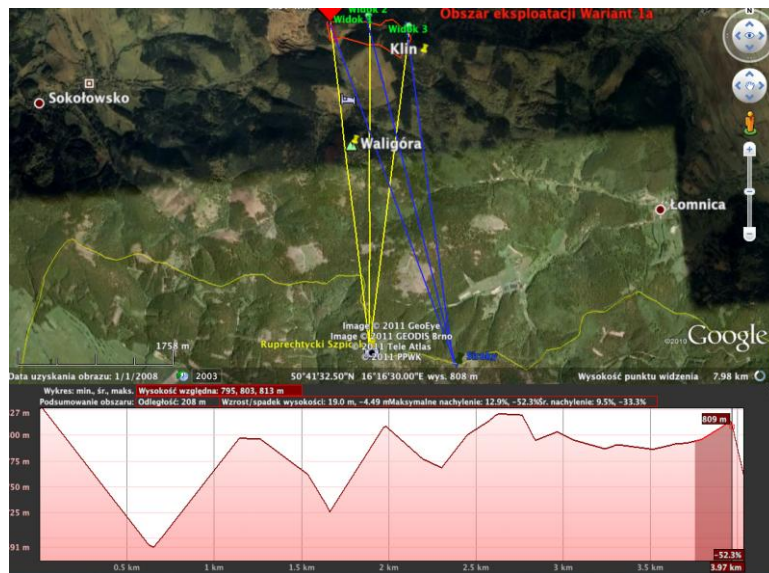 N
Obszar eksploatacji Wariant 1a
Widok 2
Widok
Widok 3
Klin
Sokołowsko
Waligóra
Łomnica
1758 m
Image © 2011 GeoEye
Image © 2011 GEODIS Brno
© 2011 Tele Atlas
© 2011 PPWK
Ruprechtycki Szpic
©2010 Google
Data uzyskania obrazu: 1/1/2008 2003 50°41'32.50"N 16°16'30.00"E wys. 808 m Wysokość punktu widzenia 7.98 km
Wykres: min., śr., maks. Wysokość względna: 795, 803, 813 m
Podsumowanie obszaru: Odległość: 208 m Wzrost/spadek wysokości: 19.0 m, -4.49 m Maksymalne nachylenie: 12.9%, -52.3% Śr. nachylenie: 9.5%, -33.3%
27 m
809 m
00 m
75 m
50 m
25 m
91 m
-52.3%
0.5 km 1 km 1.5 km 2 km 2.5 km 3 km 3.5 km 3.97 km